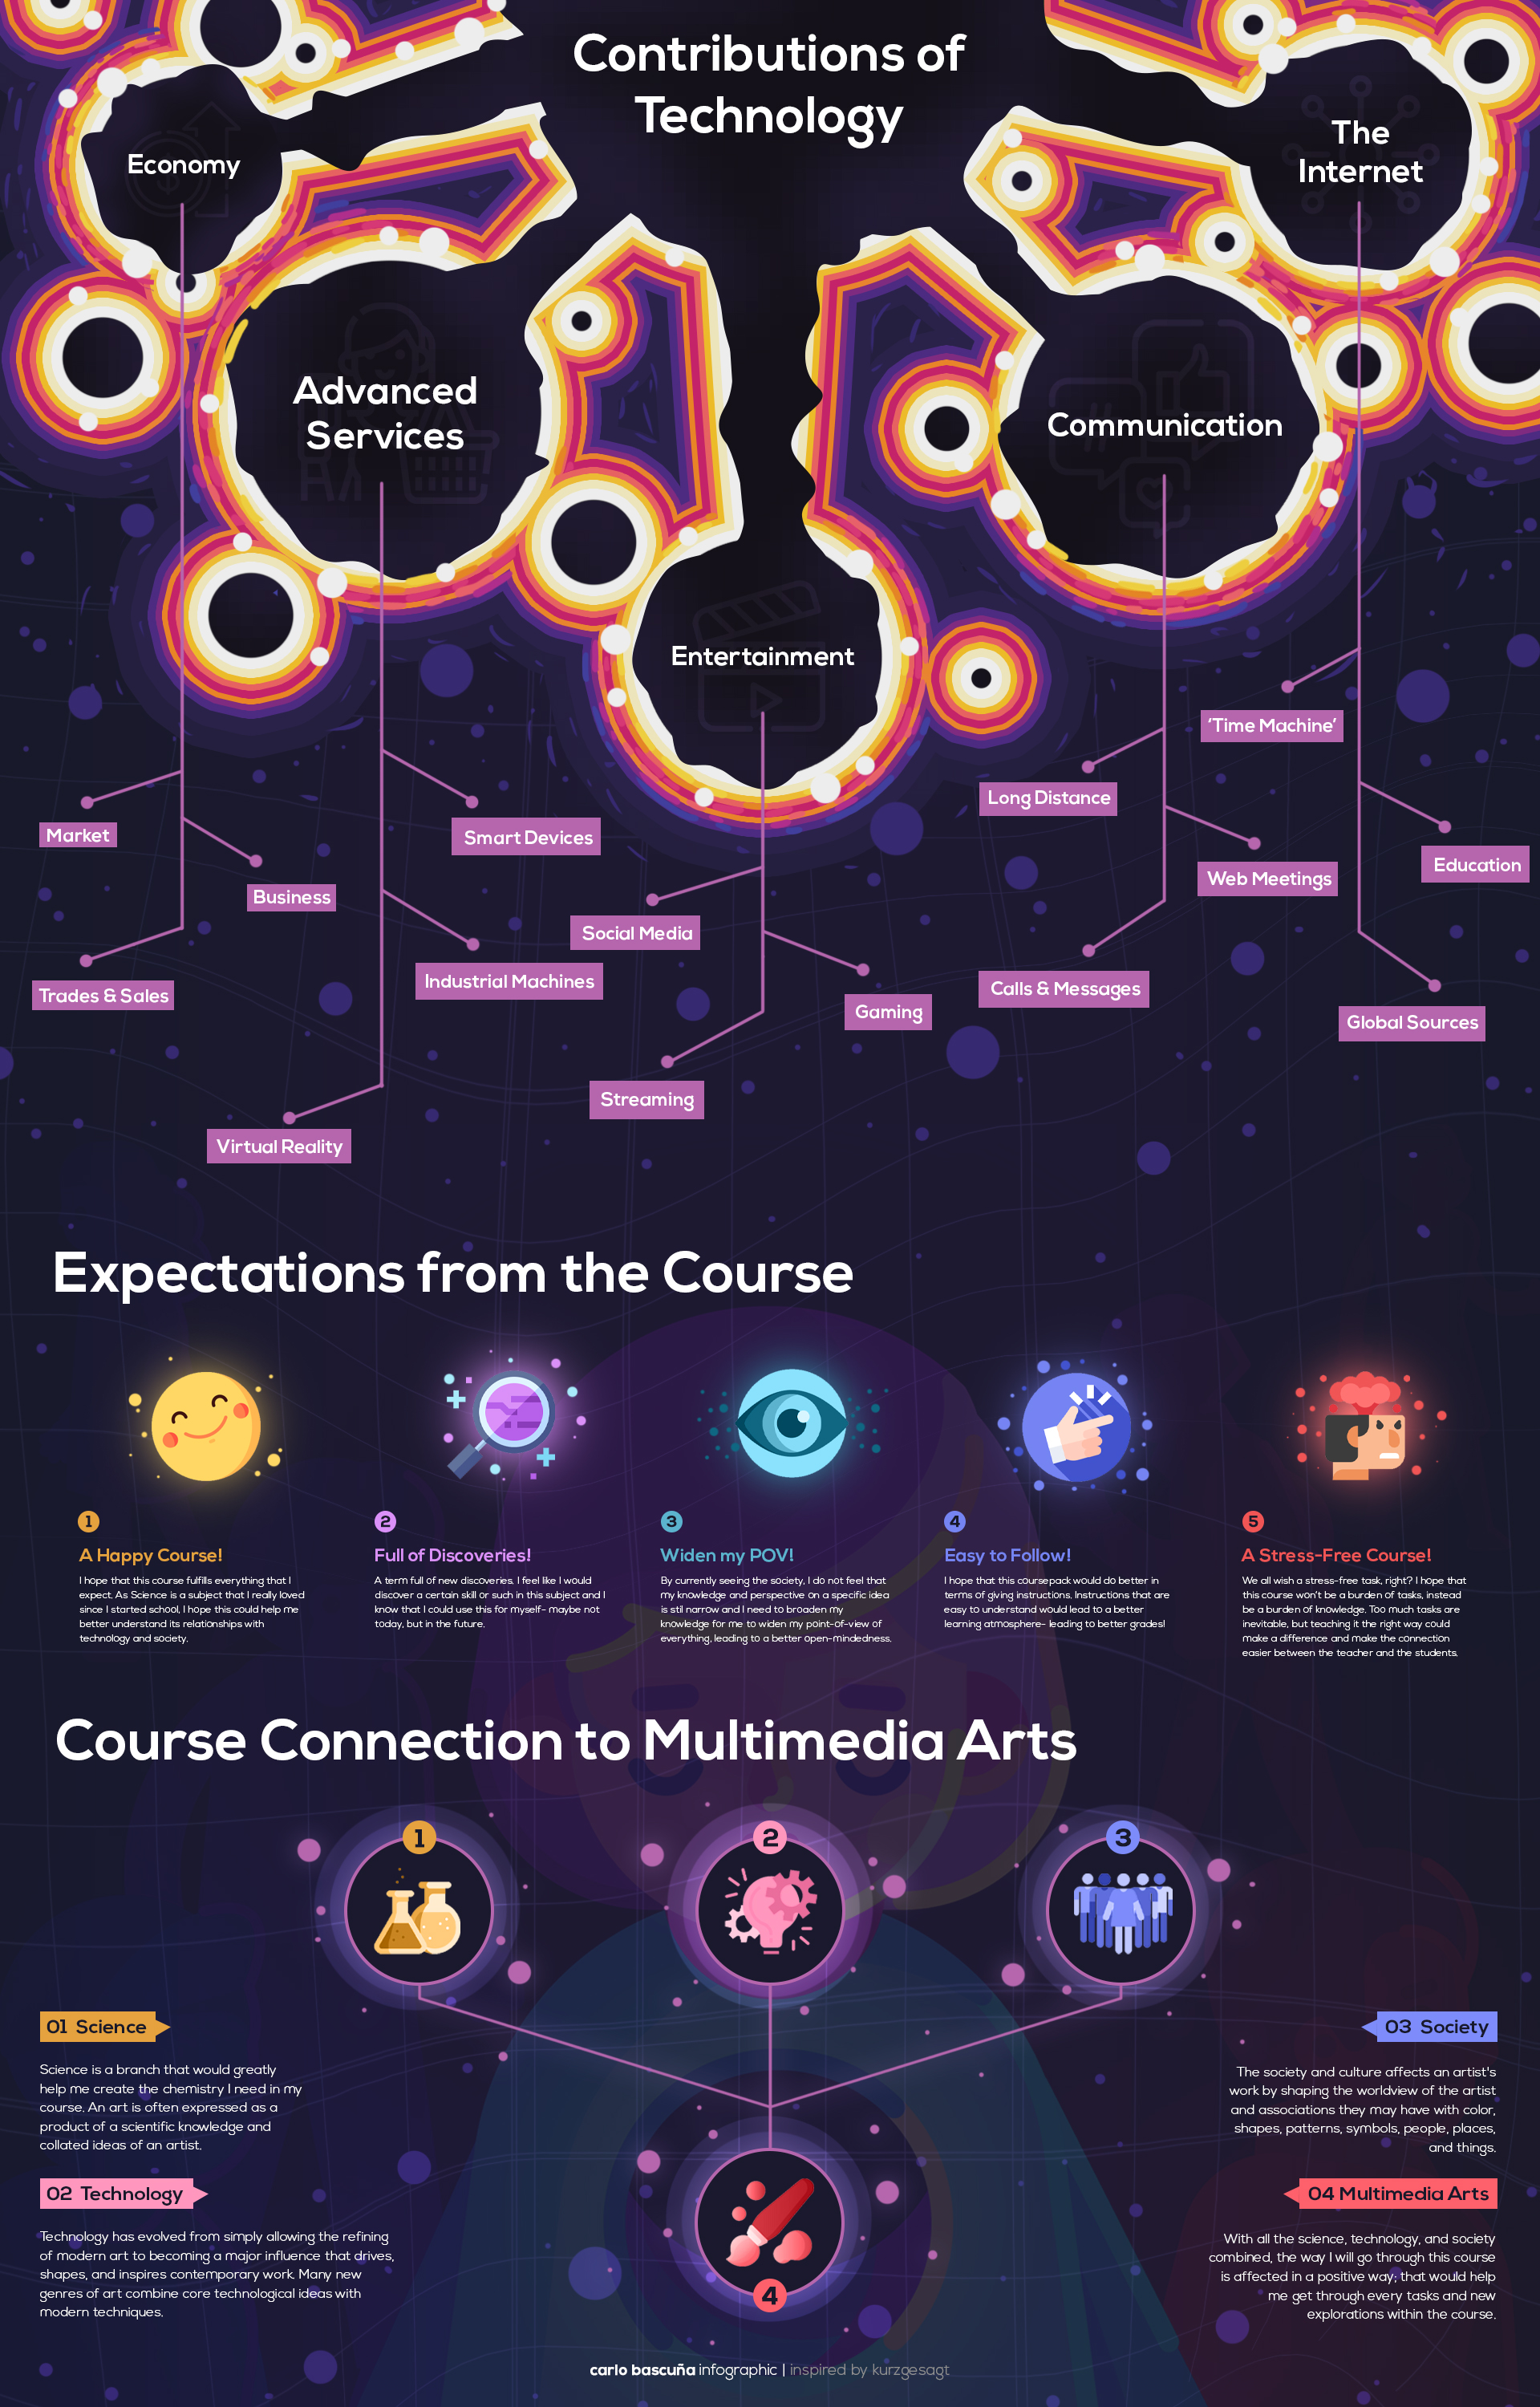 Contributions of
Technology
Economy
The
Internet
Advanced
Services
Communication
Entertainment
'Time Machine'
Long Distance
Market
Smart Devices
Education
Web Meetings
Business
Social Media
Industrial Machines
Calls & Messages
Trades & Sales
Gaming
Global Sources
Streaming
Virtual Reality
Expectations from the Course
1
A Happy Course!
I hope that this course fulfills everything that I
expect. As Science is a subject that I really loved
since I started school, I hope this could help me
better understand its relationships with
technology and society.
2
Full of Discoveries!
A term full of new discoveries. I feel like I would
discover a certain skill or such in this subject and I
know that I could use this for myself- maybe not
today, but in the future.
3
Widen my POV!
By currently seeing the society, I do not feel that
my knowledge and perspective on a specific idea
is stil narrow and I need to broaden my
knowledge for me to widen my point-of-view of
everything, leading to a better open-mindedness.
4
Easy to Follow!
I hope that this coursepack would do better in
terms of giving instructions. Instructions that are
easy to understand would lead to a better
learning atmosphere- leading to better grades!
5
A Stress-Free Course!
We all wish a stress-free task, right? I hope that
this course won't be a burden of tasks, instead
be a burden of knowledge. Too much tasks are
inevitable, but teaching it the right way could
make a difference and make the connection
easier between the teacher and the students.
Course Connection to Multimedia Arts
1
2
3
01 Science
Science is a branch that would greatly
help me create the chemistry I need in my
course. An art is often expressed as a
product of a scientific knowledge and
collated ideas of an artist.
02 Technology
Technology has evolved from simply allowing the refining
of modern art to becoming a major influence that drives,
shapes, and inspires contemporary work. Many new
genres of art combine core technological ideas with
modern techniques.
03 Society
The society and culture affects an artist's
work by shaping the worldview of the artist
and associations they may have with color,
shapes, patterns, symbols, people, places,
and things.
04 Multimedia Arts
With all the science, technology, and society
combined, the way I will go through this course
is affected in a positive way; that would help
me get through every tasks and new
explorations within the course.
4
carlo bascuña infographic | inspired by kurzgesagt